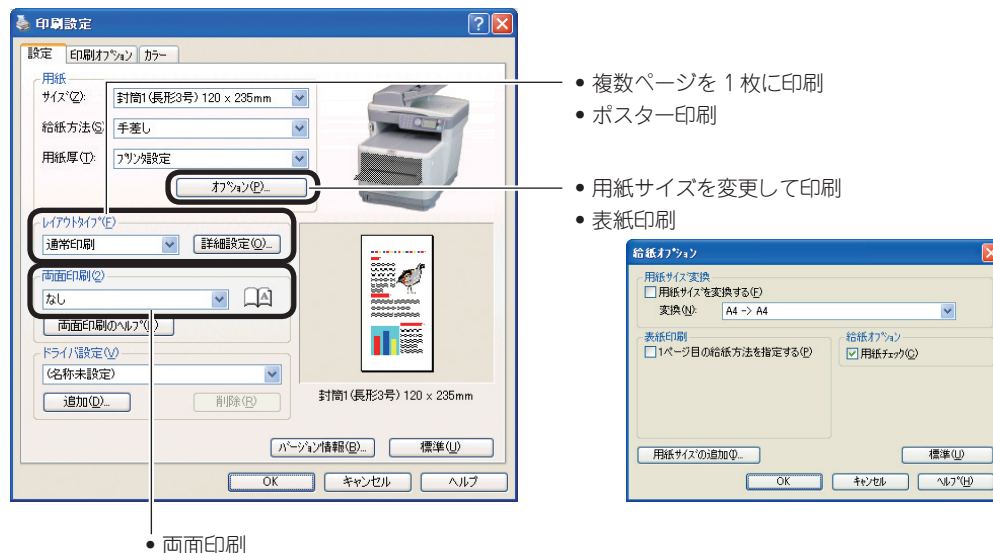 印刷設定
設定 印刷オプション カラー
用紙
サイズ(Z): 封筒1(長形3号) 120 x 235mm
給紙方法(S) 手差し
用紙厚(T): プリンタ設定
オプション(P)...
レイアウトタイプ(F)
通常印刷 詳細設定(O)...
両面印刷(2)
なし
両面印刷のヘルプ( )
ドライバ設定(V)
(名称未設定)
追加(D)... 削除(R)
封筒1(長形3号) 120 x 235mm
バージョン情報(B)... 標準(U)
OK キャンセル ヘルプ
• 複数ページを 1 枚に印刷
• ポスター印刷
• 用紙サイズを変更して印刷
• 表紙印刷
給紙オプション
用紙サイズ変換
用紙サイズを変換する(F)
変換(N): A4 -> A4
表紙印刷
1ページ目の給紙方法を指定する(P)
給紙オプション
用紙チェック(C)
用紙サイズの追加(I)...
標準(U)
OK キャンセル ヘルプ(H)
• 両面印刷